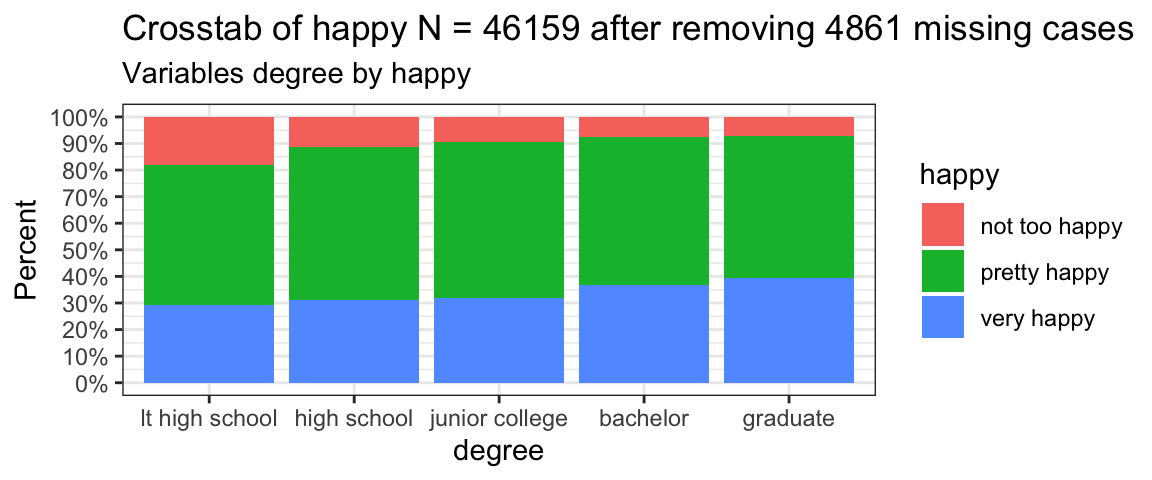 Crosstab of happy N = 46159 after removing 4861 missing cases
Variables degree by happy
Percent
100%
90%
80%
70%
60%
50%
40%
30%
20%
10%
0%
lt high school
high school
junior college
bachelor
graduate
degree
happy
not too happy
pretty happy
very happy